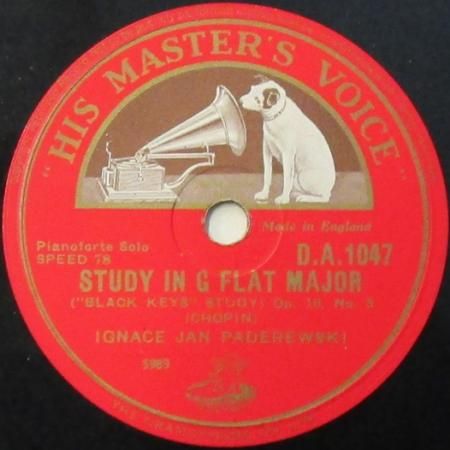 "HIS MASTER'S VOICE"
Made in England
Pianoforte Solo
SPEED 78
D.A.1047
STUDY IN G FLAT MAJOR
("BLACK KEYS" STUDY) Op. 10, No. 5
(CHOPIN)
IGNACE JAN PADEREWSKI
5989